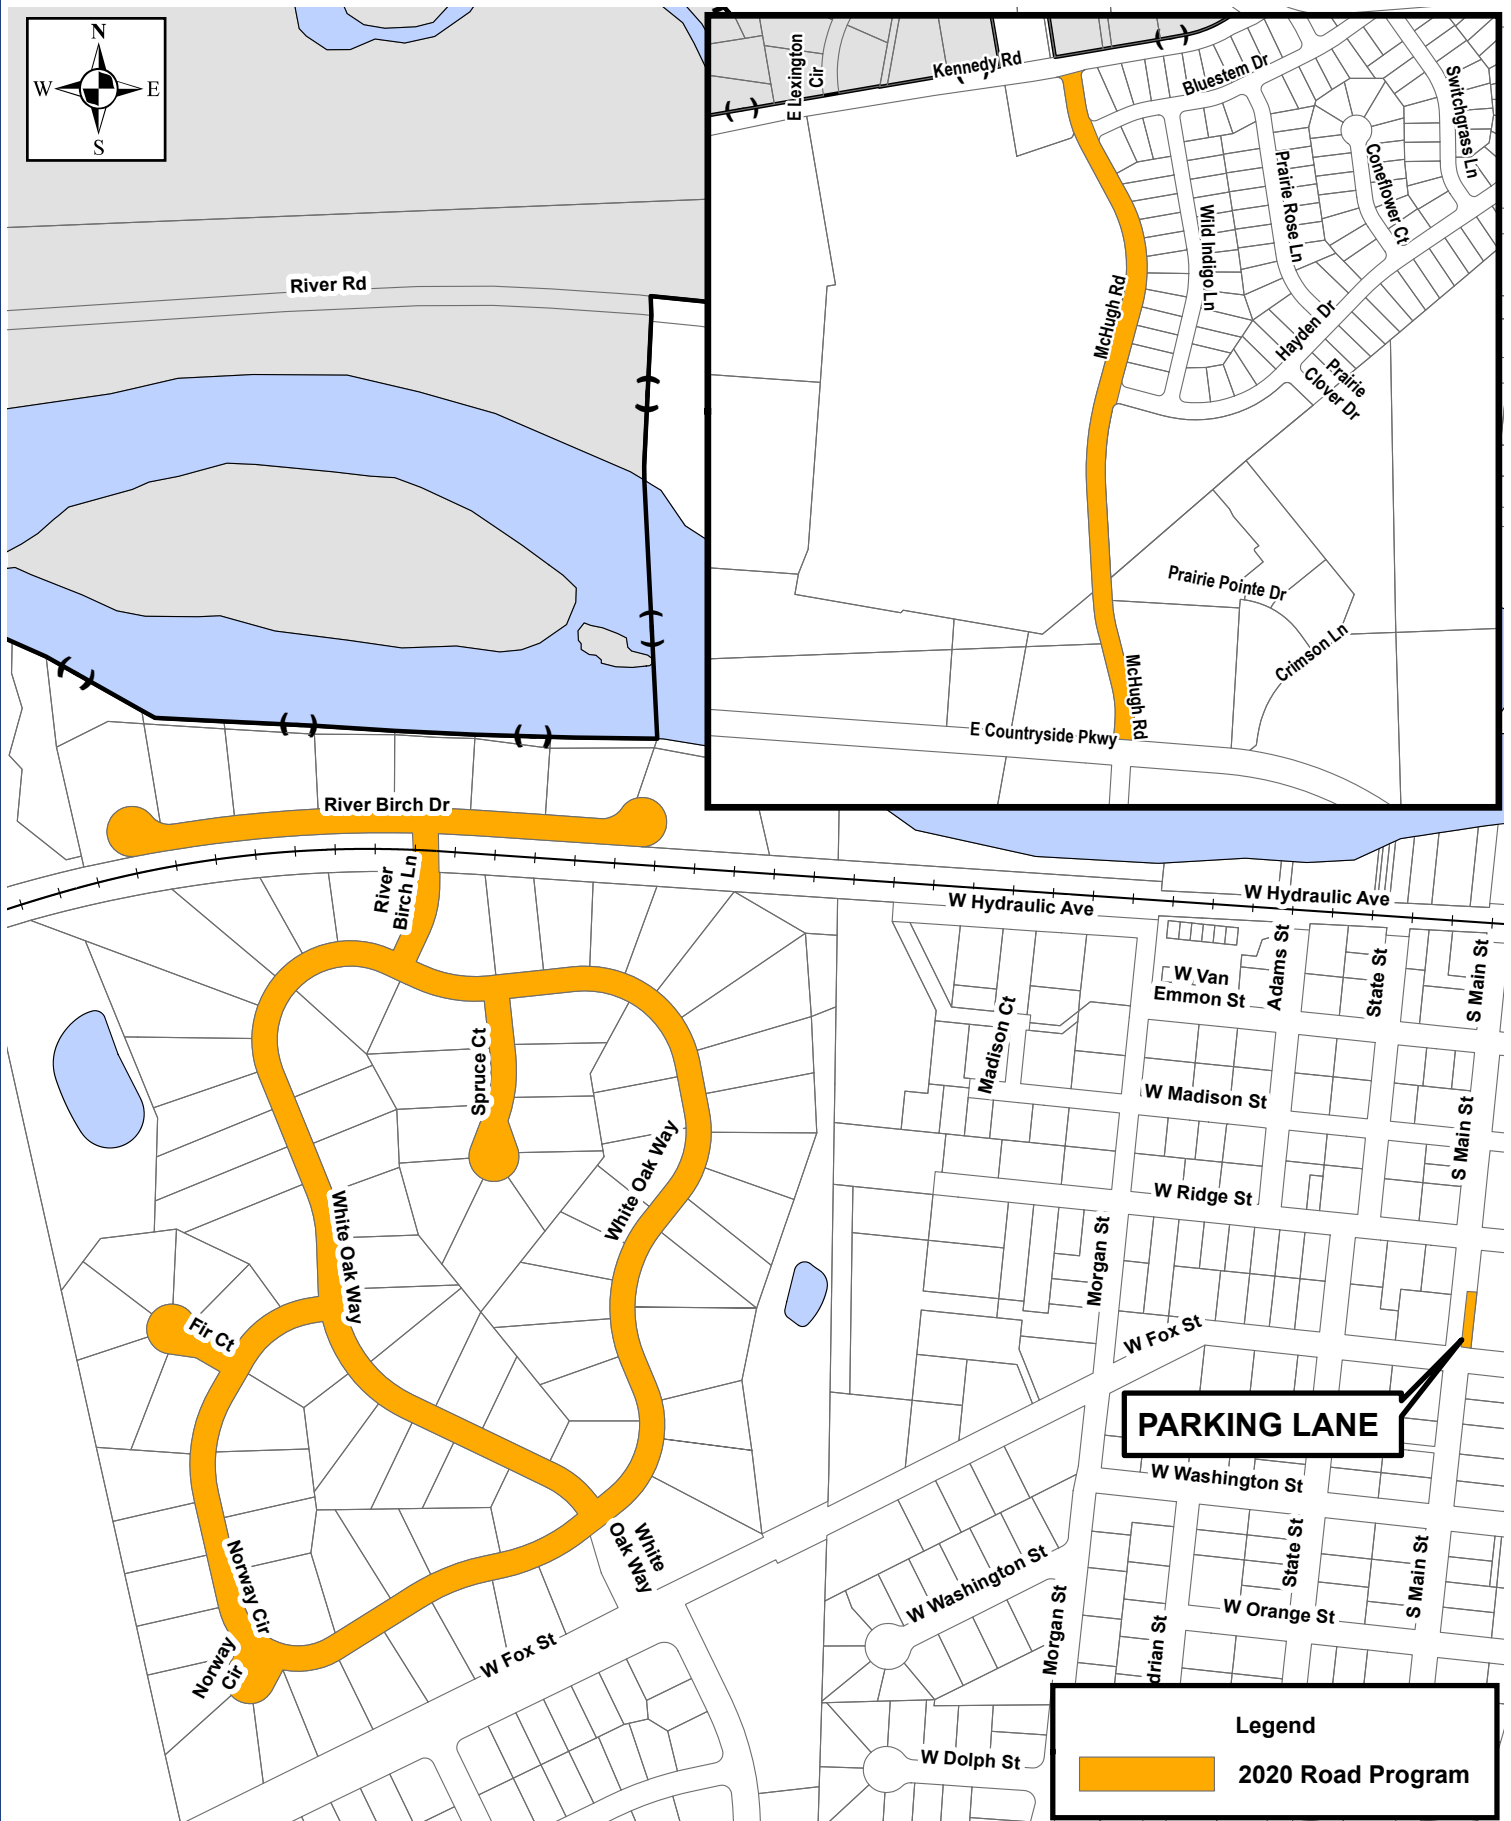 N
W
E
S
River Rd
E Lexington
Cir
Kennedy Rd
Bluestem Dr
Switchgrass Ln
Coneflower Ct
Prairie Rose Ln
Wild Indigo Ln
McHugh Rd
Hayden Dr
Prairie
Clover Dr
Prairie Pointe Dr
Crimson Ln
McHugh Rd
E Countryside Pkwy
River Birch Dr
River
Birch Ln
W Hydraulic Ave
W Hydraulic Ave
W Van
Emmon St
Adams St
State St
S Main St
Madison Ct
Spruce Ct
W Madison St
S Main St
White Oak Way
White Oak Way
W Ridge St
Morgan St
Fir Ct
W Fox St
PARKING LANE
W Washington St
White
Oak Way
State St
S Main St
Norway Cir
W Washington St
W Orange St
Morgan St
drian St
Norway
Cir
W Fox St
W Dolph St
Legend
2020 Road Program